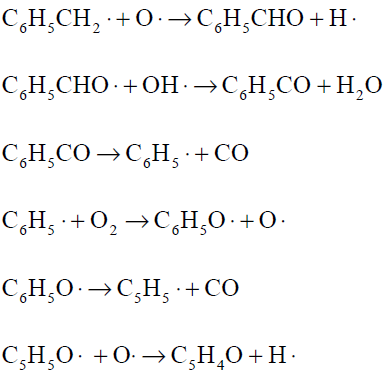 C₆H₅CH₂·+O·→C₆H₅CHO+H·
C₆H₅CHO·+OH·→C₆H₅CO+H₂O
C₆H₅CO→C₆H₅·+CO
C₆H₅·+O₂→C₆H₅O·+O·
C₆H₅O·→C₅H₅·+CO
C₅H₅O·+O·→C₅H₄O+H·